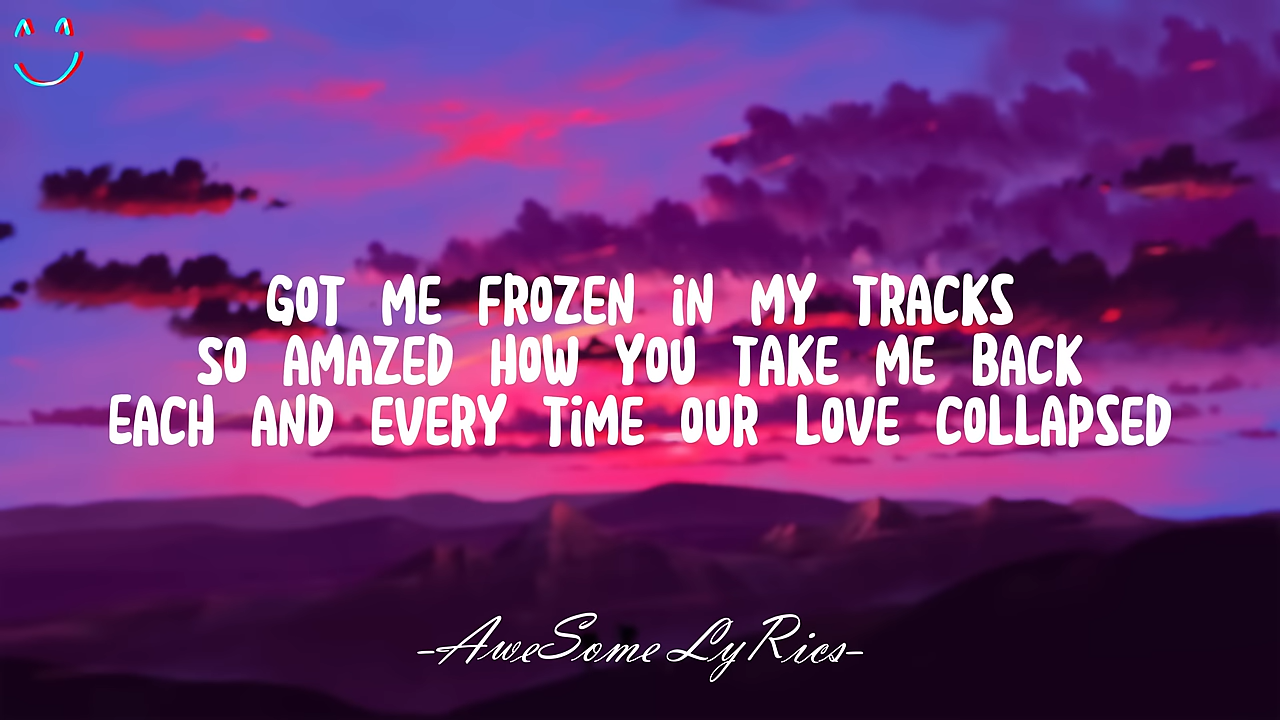 GOT ME FROZEN iN MY TRACKS
SO AMAZED HOW YOU TAKE ME BACK
EACH AND EVERY TiME OUR LOVE COLLAPSED
-AweSome LyRics-